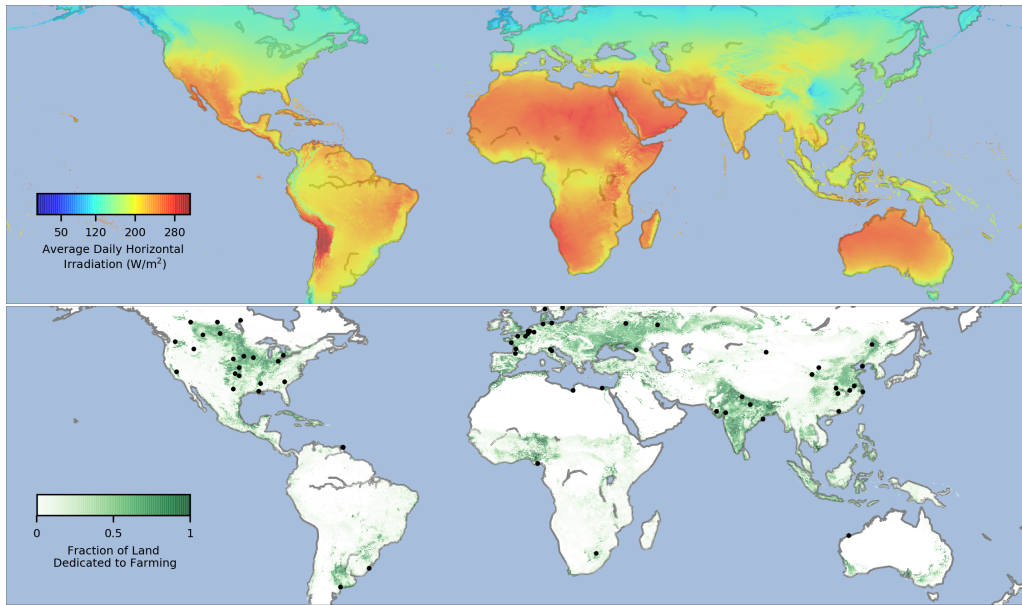 50 120 200 280
Average Daily Horizontal
Irradiation (W/m²)
0 0.5 1
Fraction of Land
Dedicated to Farming